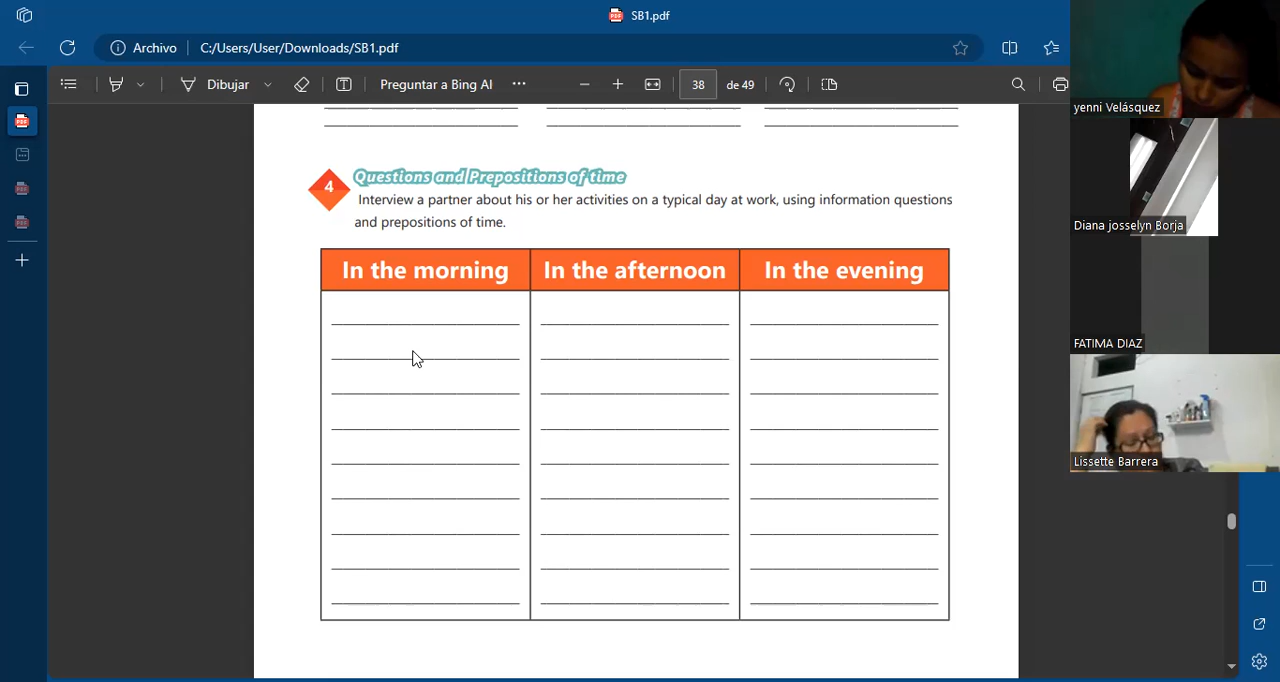 SB1.pdf
Archivo
C:/Users/User/Downloads/SB1.pdf
Dibujar
Preguntar a Bing AI
38
de 49
yenni Velásquez
Diana josselyn Borja
FATIMA DIAZ
Lissette Barrera
4
Questions and Prepositions of time
Interview a partner about his or her activities on a typical day at work, using information questions
and prepositions of time.
In the morning
In the afternoon
In the evening